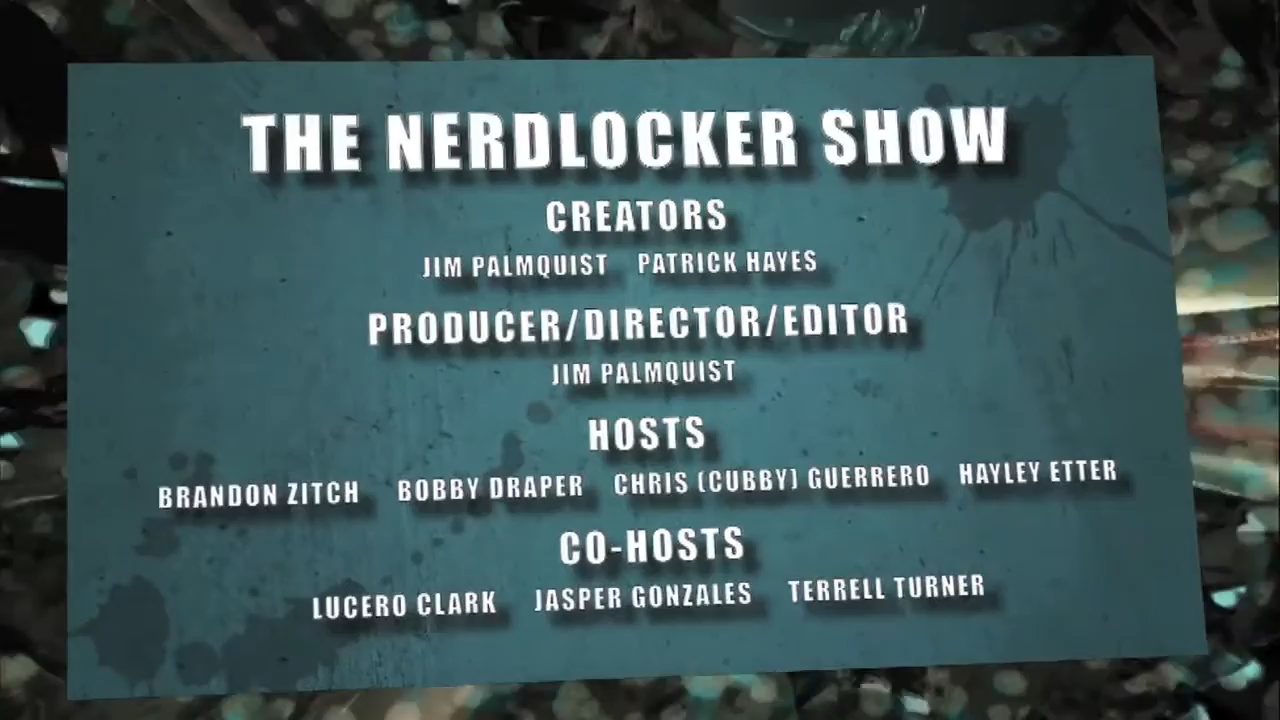 THE NERDLOCKER SHOW
CREATORS
JIM PALMQUIST PATRICK HAYES
PRODUCER/DIRECTOR/EDITOR
JIM PALMQUIST
HOSTS
BRANDON ZITCH BOBBY DRAPER CHRIS (CUBBY) GUERRERO HAYLEY ETTER
CO-HOSTS
LUCERO CLARK JASPER GONZALES TERRELL TURNER